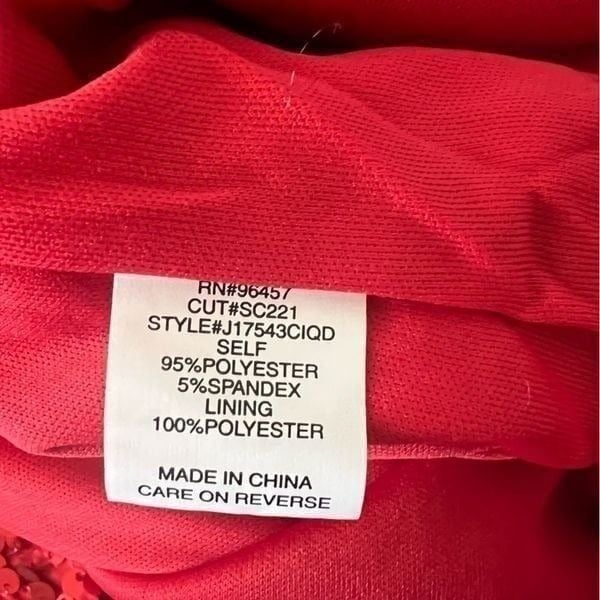 RN#96457
CUT#SC221
STYLE#J17543CIQD
SELF
95%POLYESTER
5%SPANDEX
LINING
100%POLYESTER
MADE IN CHINA
CARE ON REVERSE